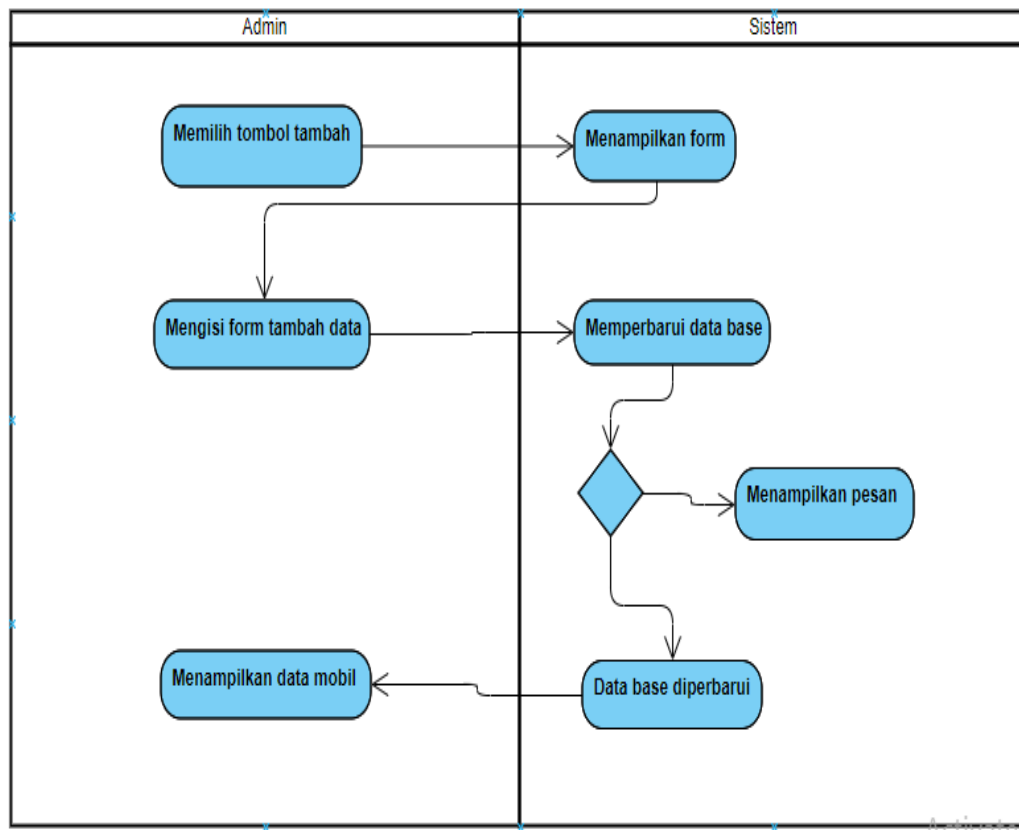 Admin
Sistem
Memilih tombol tambah
Menampilkan form
Mengisi form tambah data
Memperbarui data base
Menampilkan pesan
Menampilkan data mobil
Data base diperbarui